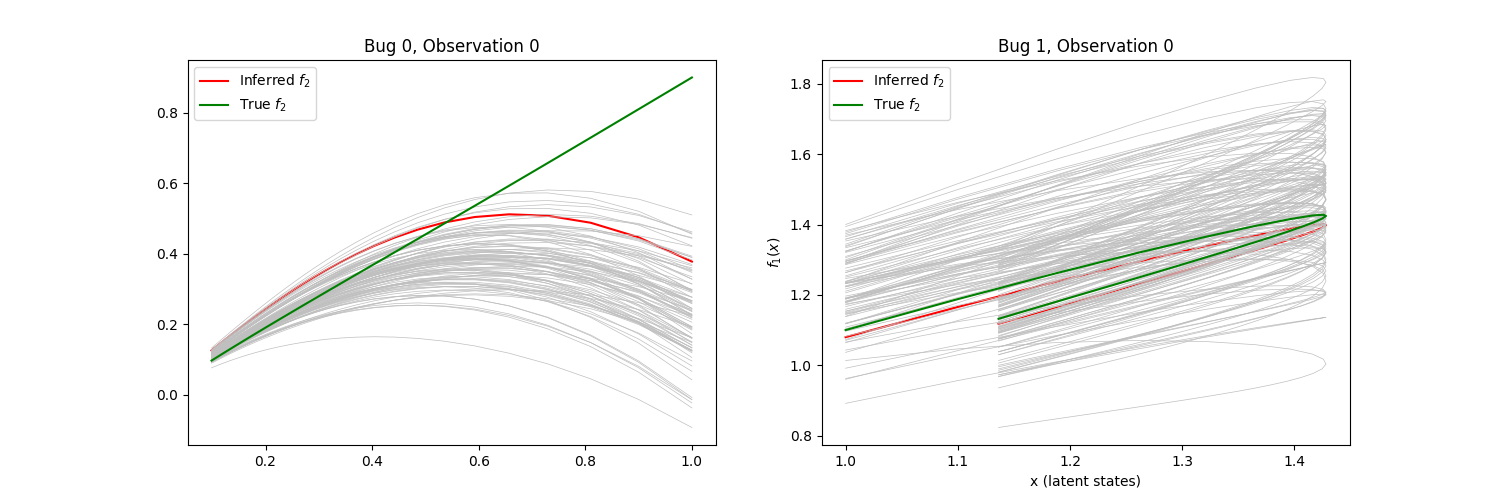 Bug 0, Observation 0
Inferred f₂
True f₂
0.8
0.6
0.4
0.2
0.0
0.2 0.4 0.6 0.8 1.0
Bug 1, Observation 0
Inferred f₂
True f₂
f₁(x)
1.8
1.6
1.4
1.2
1.0
0.8
1.0 1.1 1.2 1.3 1.4
x (latent states)